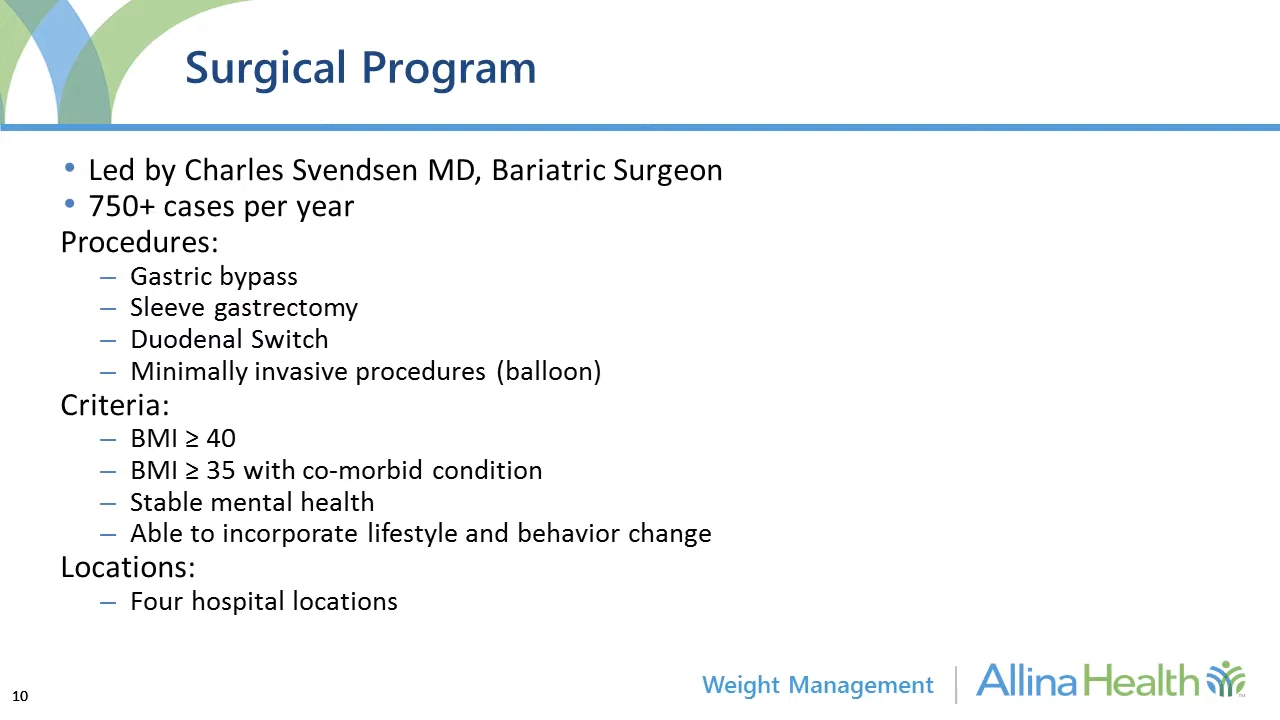 Surgical Program
• Led by Charles Svendsen MD, Bariatric Surgeon
• 750+ cases per year
Procedures:
– Gastric bypass
– Sleeve gastrectomy
– Duodenal Switch
– Minimally invasive procedures (balloon)
Criteria:
– BMI ≥ 40
– BMI ≥ 35 with co-morbid condition
– Stable mental health
– Able to incorporate lifestyle and behavior change
Locations:
– Four hospital locations
Weight Management
Allina Health™
10